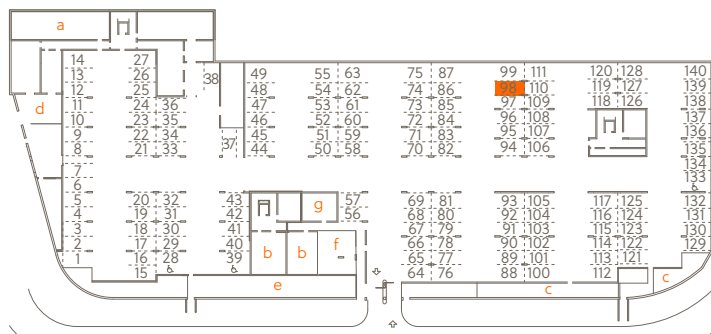 a
14 27 38 49 55 63 75 87 99 111 120 128 140
13 26 48 54 62 74 86 98 110 119 127 139
12 25
d 11 24 36 47 53 61 73 85 97 109 118 126 138
10 23 35 46 52 60 72 84 96 108 137
9 22 34 37 45 51 59 71 83 95 107 136
8 21 33 44 50 58 70 82 94 106 135
7 134
6 133
5 20 32 43 g 57 69 81 93 105 117 125 132
4 19 31 42 56 68 80 92 104 116 124 131
3 18 30 41 67 79 91 103 115 123 130
2 17 29 40 b b f 66 78 90 102 114 122 129
1 16 28 39 65 77 89 101 113 121
15 64 76 88 100 112 c
e c